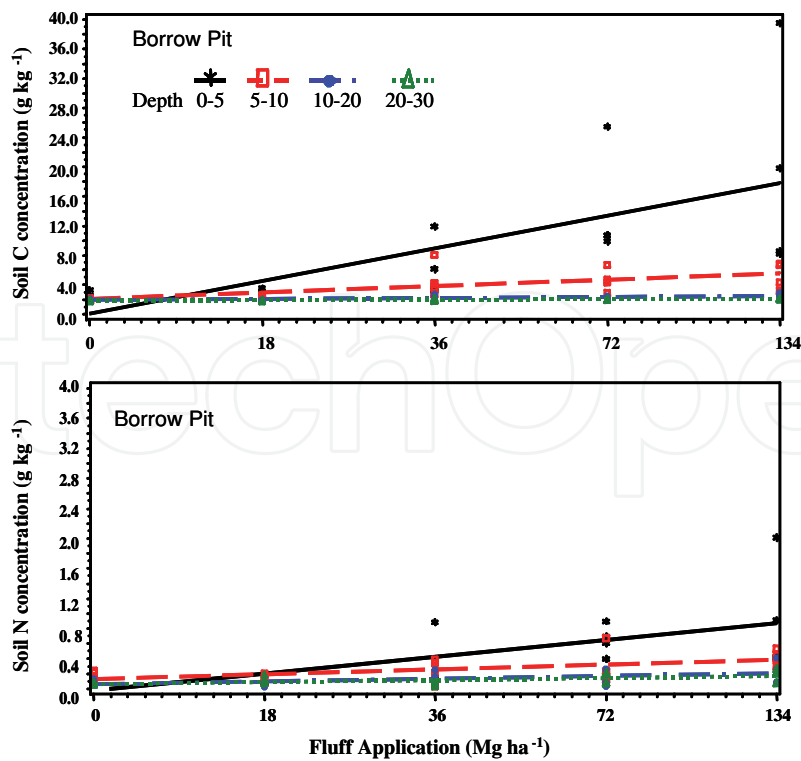 Borrow Pit
Depth 0-5 5-10 10-20 20-30
Soil C concentration (g kg -1)
40.0
36.0
32.0
28.0
24.0
20.0
16.0
12.0
8.0
4.0
0.0
0 18 36 72 134
techOpe
Borrow Pit
Soil N concentration (g kg -1)
4.0
3.6
3.2
2.8
2.4
2.0
1.6
1.2
0.8
0.4
0.0
0 18 36 72 134
Fluff Application (Mg ha-1)